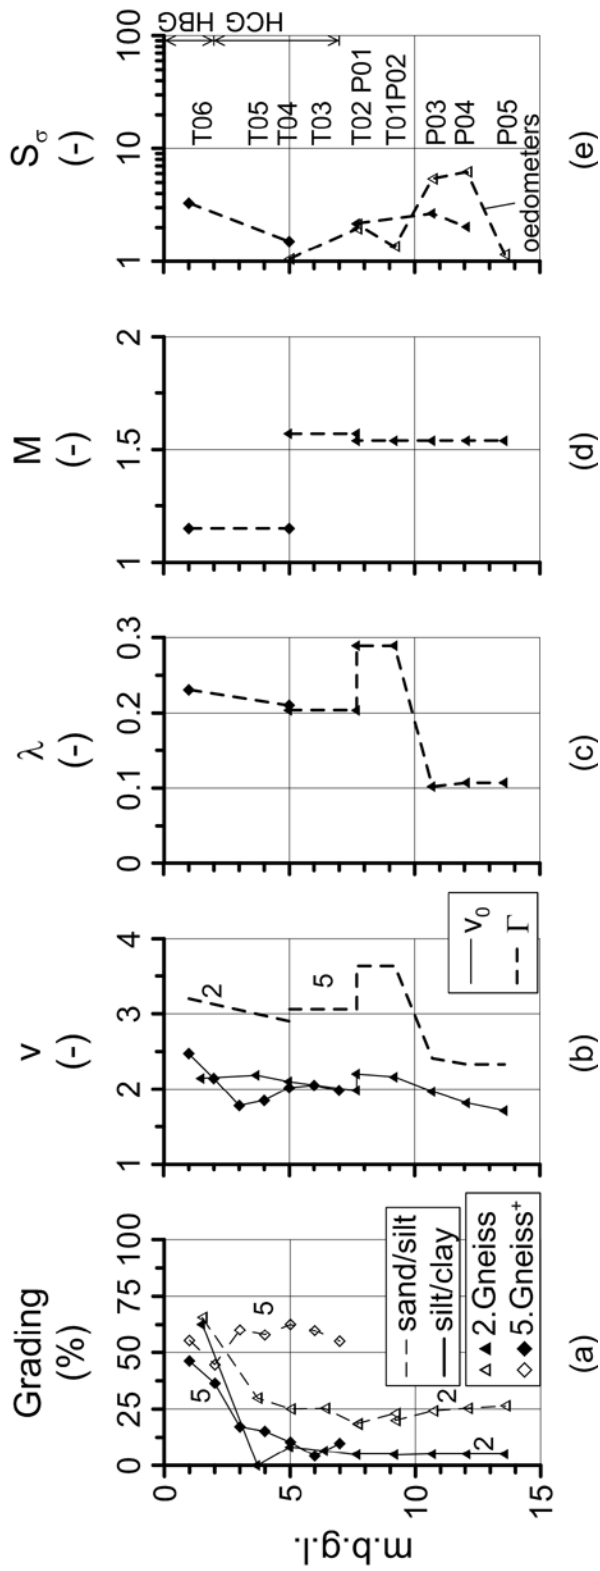 Grading
(%)
0 25 50 75 100
m.b.g.l.
0
5
10
15
5
5
2
2
sand/silt
silt/clay
2.Gneiss
5.Gneiss+
(a)
v
(-)
1 2 3 4
2
5
v0
Γ
(b)
λ
(-)
0 0.1 0.2 0.3
(c)
M
(-)
1 1.5 2
(d)
Sσ
(-)
1 10 100
HBG
HCG
T06
T05
T04
T03
T02 P01
T01P02
P03
P04
P05
oedometers
(e)